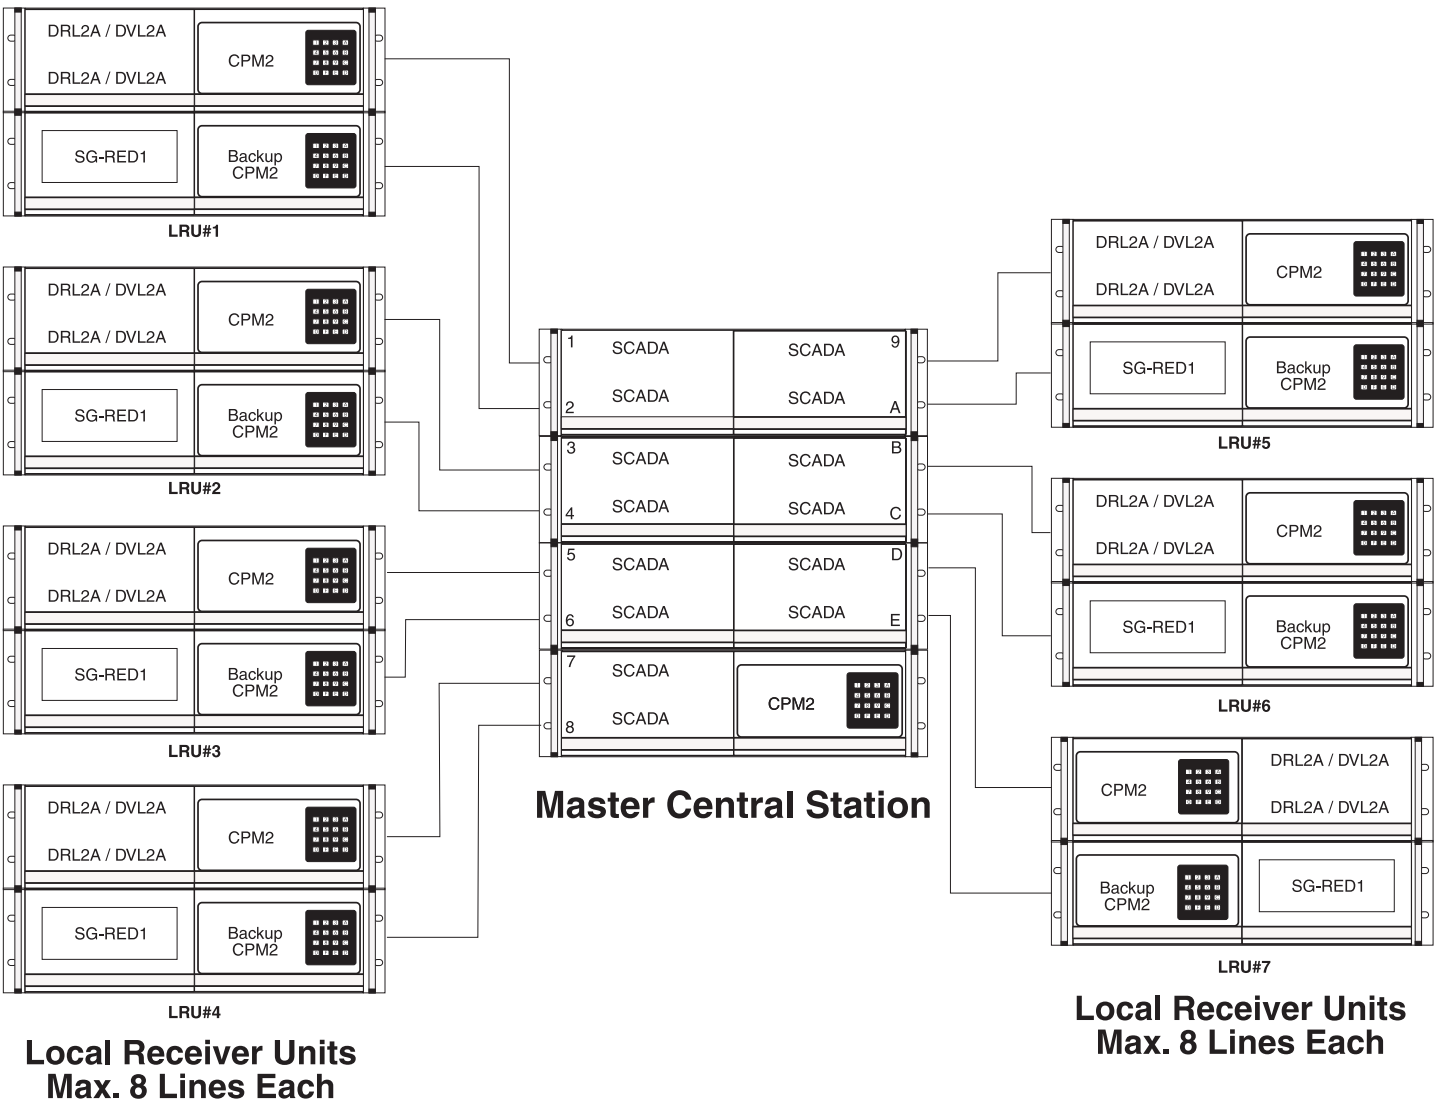 DRL2A / DVL2A
DRL2A / DVL2A
CPM2
SG-RED1
Backup
CPM2
LRU#1
DRL2A / DVL2A
DRL2A / DVL2A
CPM2
SG-RED1
Backup
CPM2
LRU#2
DRL2A / DVL2A
DRL2A / DVL2A
CPM2
SG-RED1
Backup
CPM2
LRU#3
DRL2A / DVL2A
DRL2A / DVL2A
CPM2
SG-RED1
Backup
CPM2
LRU#4
Local Receiver Units
Max. 8 Lines Each
1 SCADA SCADA 9
2 SCADA SCADA A
3 SCADA SCADA B
4 SCADA SCADA C
5 SCADA SCADA D
6 SCADA SCADA E
7 SCADA
8 SCADA
CPM2
Master Central Station
DRL2A / DVL2A
DRL2A / DVL2A
CPM2
SG-RED1
Backup
CPM2
LRU#5
DRL2A / DVL2A
DRL2A / DVL2A
CPM2
SG-RED1
Backup
CPM2
LRU#6
CPM2
DRL2A / DVL2A
DRL2A / DVL2A
Backup
CPM2
SG-RED1
LRU#7
Local Receiver Units
Max. 8 Lines Each